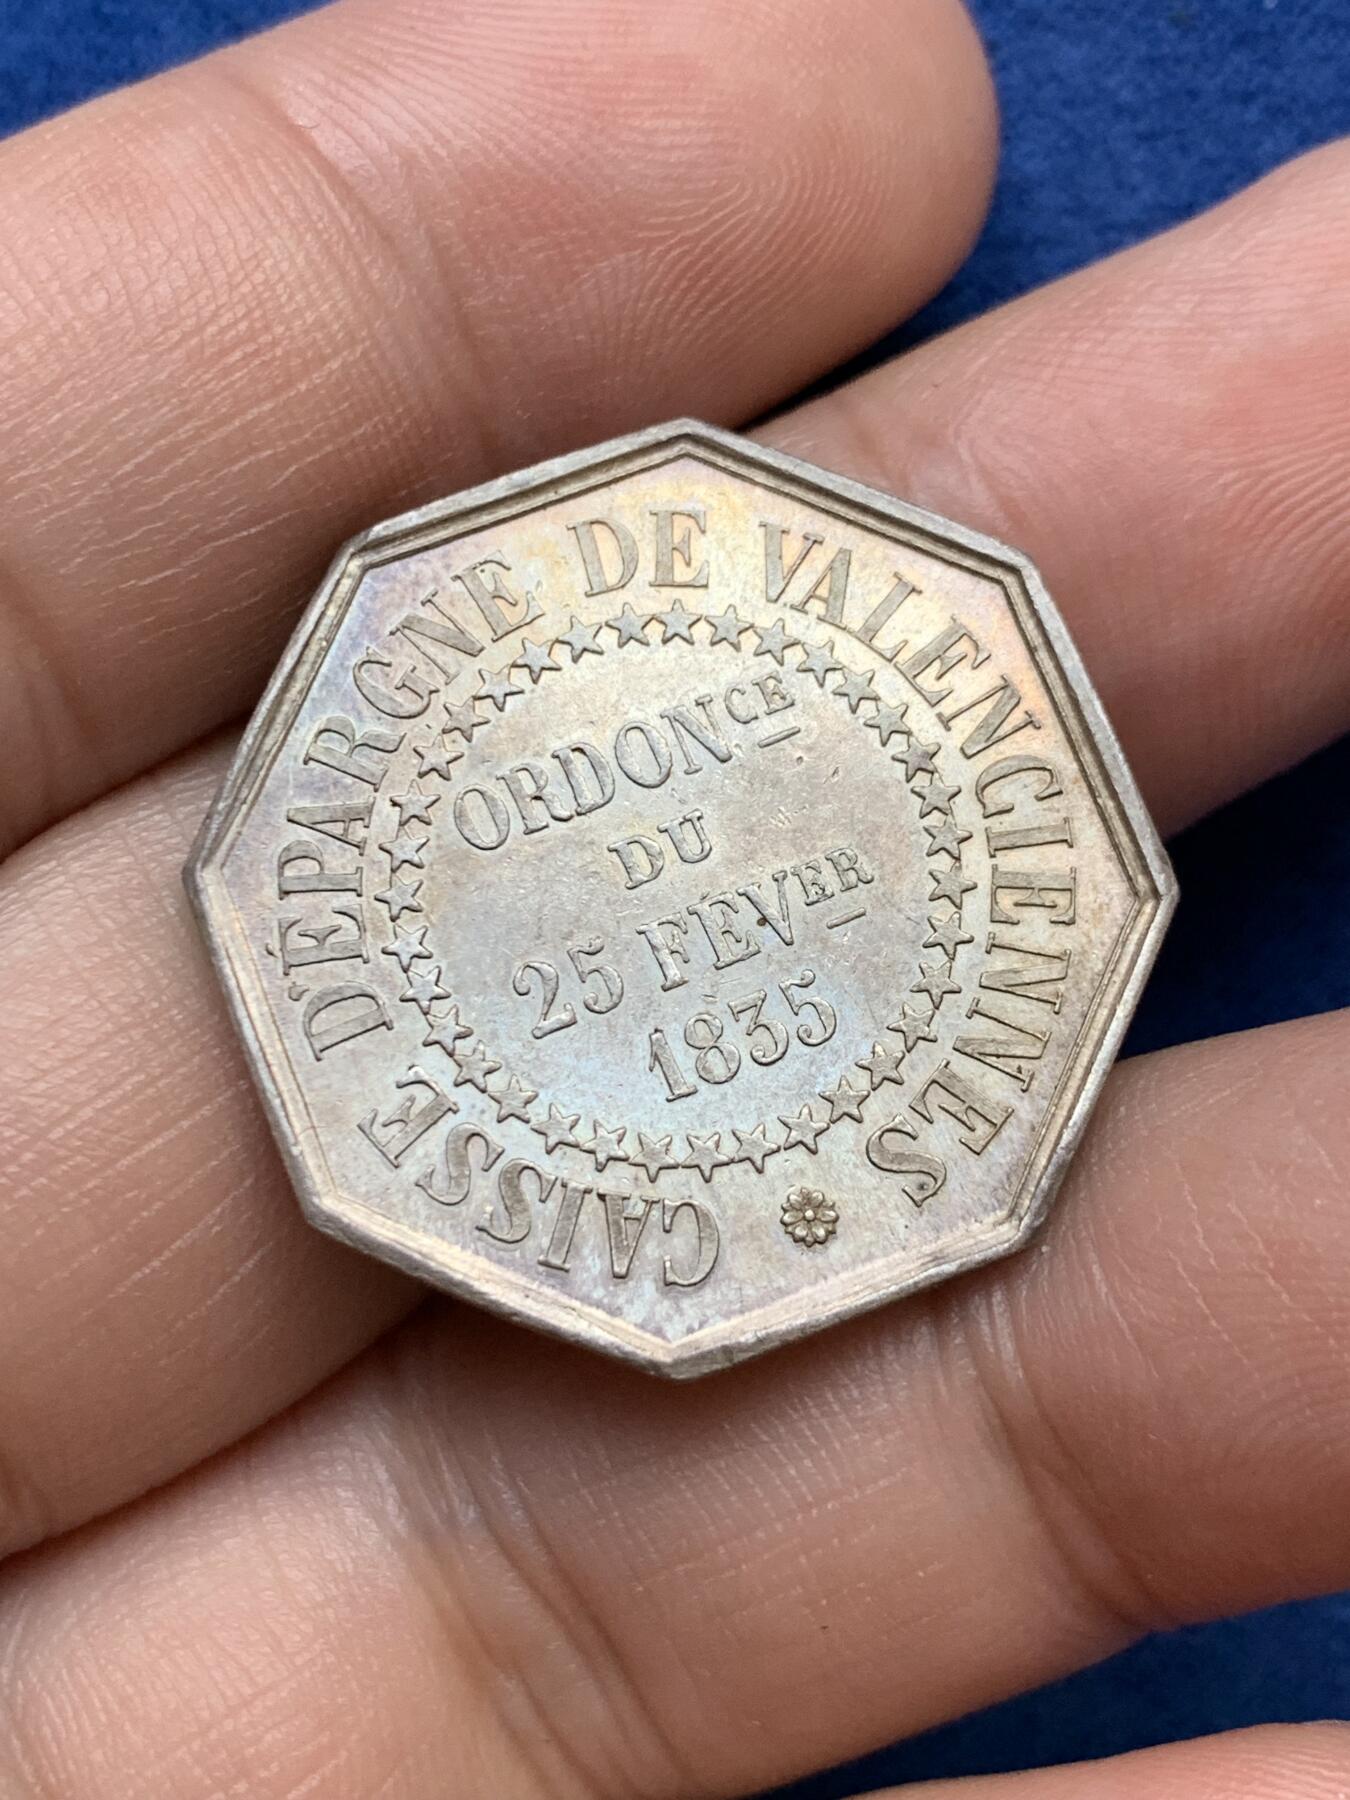 CAISSE D'ÉPARGNE DE VALENCIENNES
ORDONCE
DU
25 FÉVER
1835